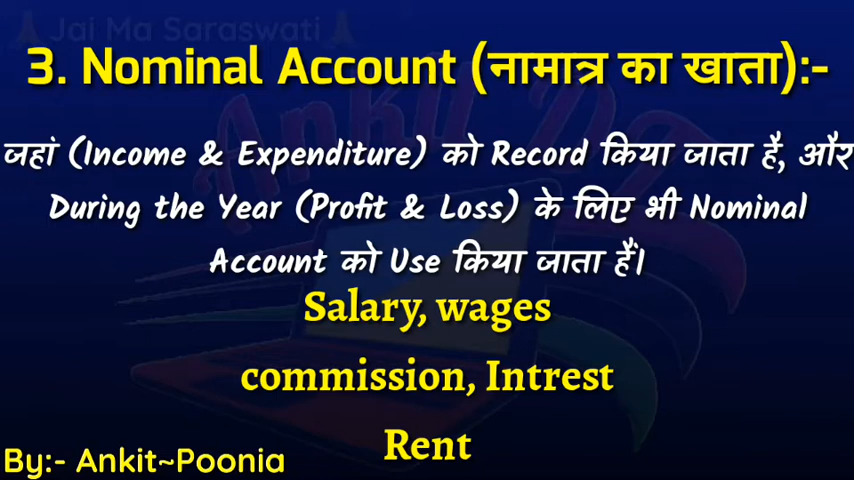 Jai Ma Saraswati
3. Nominal Account (नामात्र का खाता):-
जहां (Income & Expenditure) को Record किया जाता है, और
During the Year (Profit & Loss) के लिए भी Nominal
Account को Use किया जाता हैं।
Salary, wages
commission, Intrest
Rent
By:- Ankit~Poonia